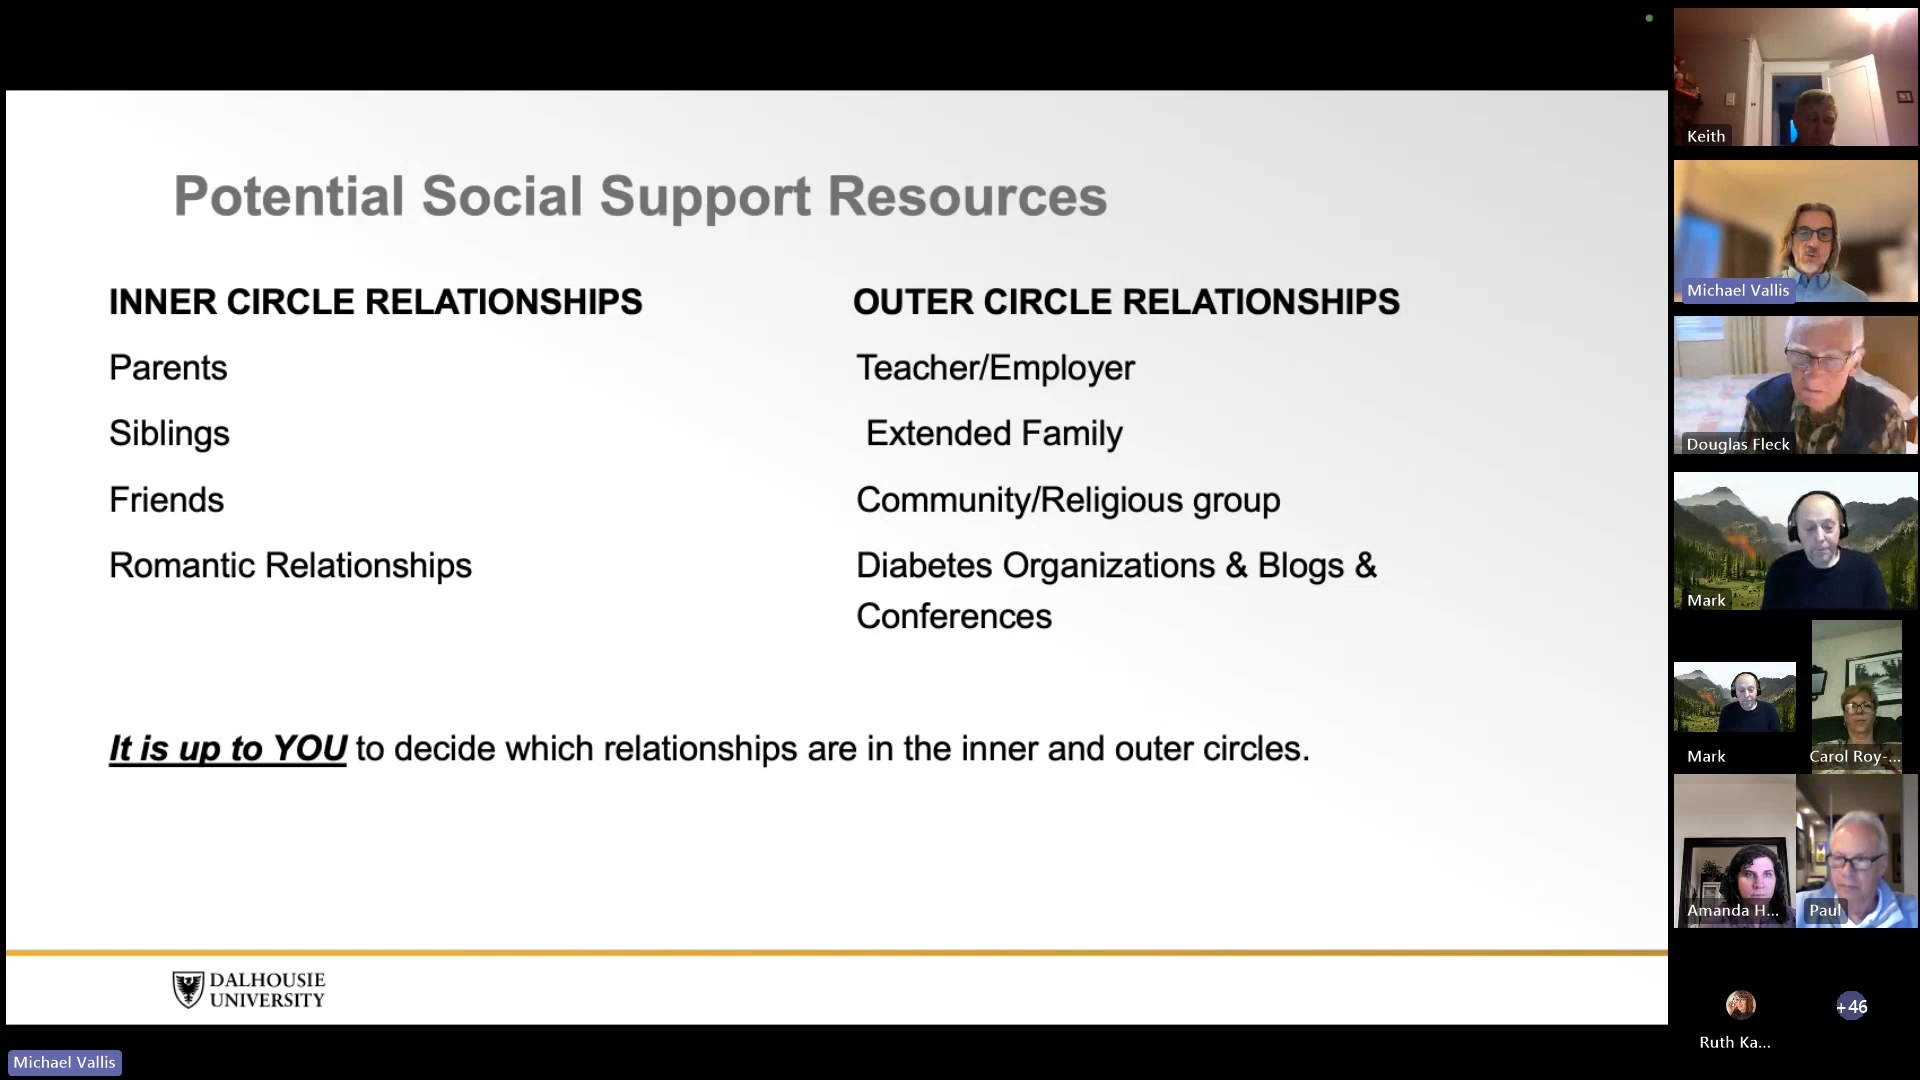 Potential Social Support Resources
INNER CIRCLE RELATIONSHIPS
Parents
Siblings
Friends
Romantic Relationships
OUTER CIRCLE RELATIONSHIPS
Teacher/Employer
Extended Family
Community/Religious group
Diabetes Organizations & Blogs &
Conferences
It is up to YOU to decide which relationships are in the inner and outer circles.
DALHOUSIE
UNIVERSITY
Michael Vallis
Keith
Michael Vallis
Douglas Fleck
Mark
Mark
Carol Roy-...
Amanda H...
Paul
Ruth Ka...
+46